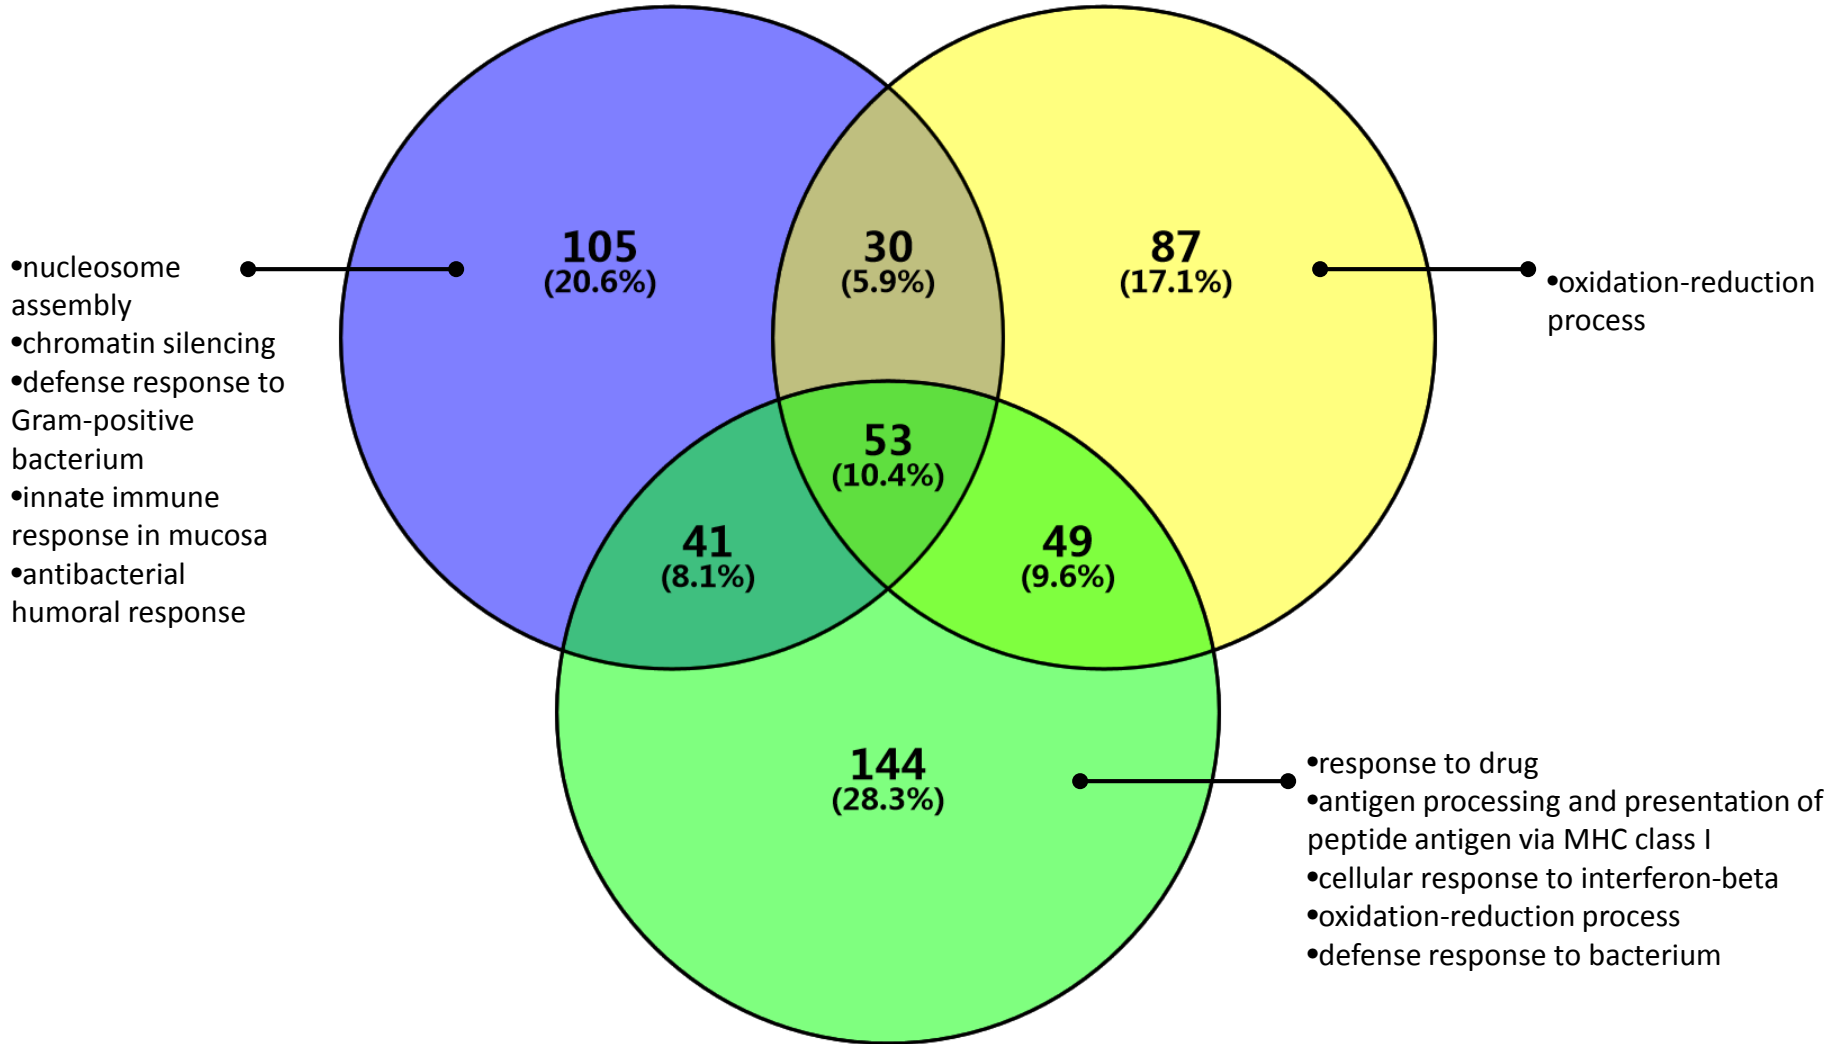 105
(20.6%)
30
(5.9%)
87
(17.1%)
•nucleosome
assembly
•chromatin silencing
•defense response to
Gram-positive
bacterium
•innate immune
response in mucosa
•antibacterial
humoral response
•oxidation-reduction
process
53
(10.4%)
41
(8.1%)
49
(9.6%)
144
(28.3%)
•response to drug
•antigen processing and presentation of
peptide antigen via MHC class I
•cellular response to interferon-beta
•oxidation-reduction process
•defense response to bacterium